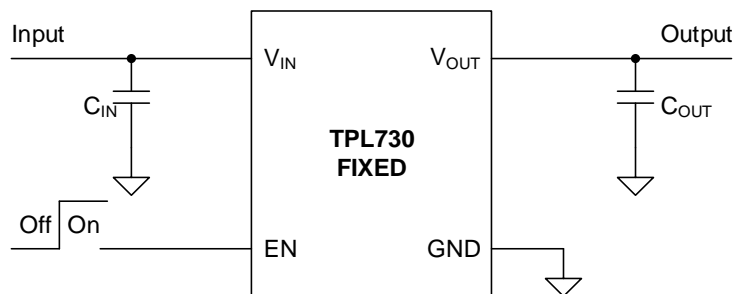 Input
Output
V_IN
V_OUT
C_IN
C_OUT
TPL730
FIXED
Off On
EN
GND